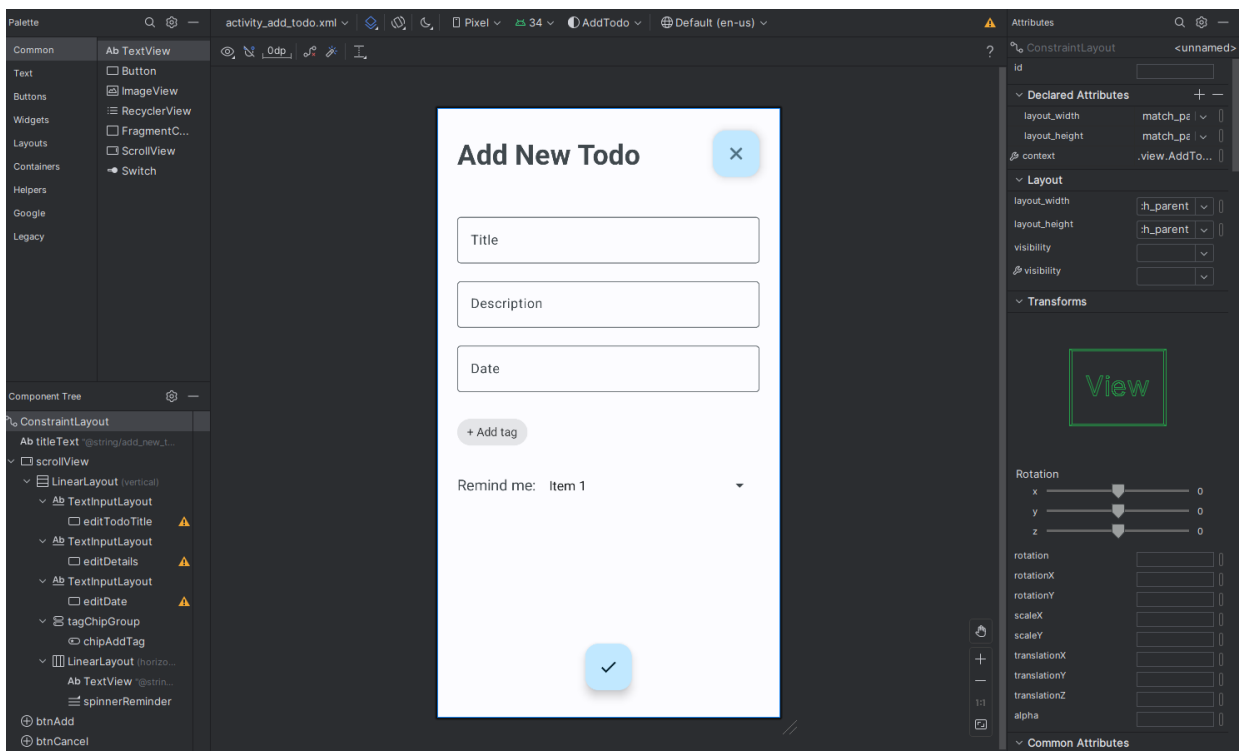 Palette
Common
Text
Buttons
Widgets
Layouts
Containers
Helpers
Google
Legacy
Ab TextView
Button
ImageView
RecyclerView
FragmentC...
ScrollView
Switch
Component Tree
ConstraintLayout
Ab titleText "@string/add_new_t...
scrollView
LinearLayout (vertical)
Ab TextInputLayout
editTodoTitle
Ab TextInputLayout
editDetails
Ab TextInputLayout
editDate
tagChipGroup
chipAddTag
LinearLayout (horizo...
Ab TextView "@strin...
spinnerReminder
btnAdd
btnCancel
activity_add_todo.xml
Pixel
34
AddTodo
Default (en-us)
0dp
?
Add New Todo
Title
Description
Date
+ Add tag
Remind me: Item 1
1:1
Attributes
ConstraintLayout <unnamed>
id
Declared Attributes
layout_width match_pa
layout_height match_pa
context .view.AddTo...
Layout
layout_width :h_parent
layout_height :h_parent
visibility
visibility
Transforms
View
Rotation
x 0
y 0
z 0
rotation
rotationX
rotationY
scaleX
scaleY
translationX
translationY
translationZ
alpha
Common Attributes